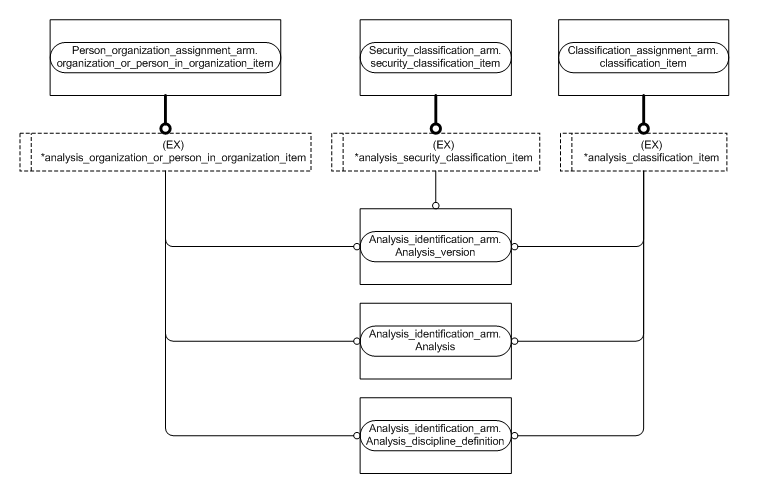 Person_organization_assignment_arm.
organization_or_person_in_organization_item
Security_classification_arm.
security_classification_item
Classification_assignment_arm.
classification_item
(EX)
*analysis_organization_or_person_in_organization_item
(EX)
*analysis_security_classification_item
(EX)
*analysis_classification_item
Analysis_identification_arm.
Analysis_version
Analysis_identification_arm.
Analysis
Analysis_identification_arm.
Analysis_discipline_definition